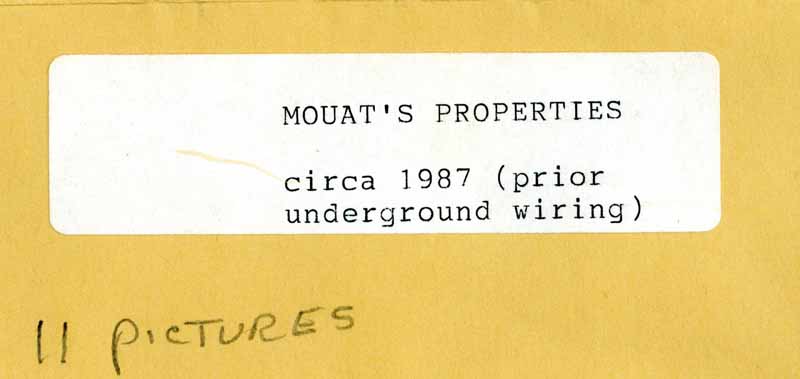 MOUAT'S PROPERTIES
circa 1987 (prior
underground wiring)
11 PICTURES